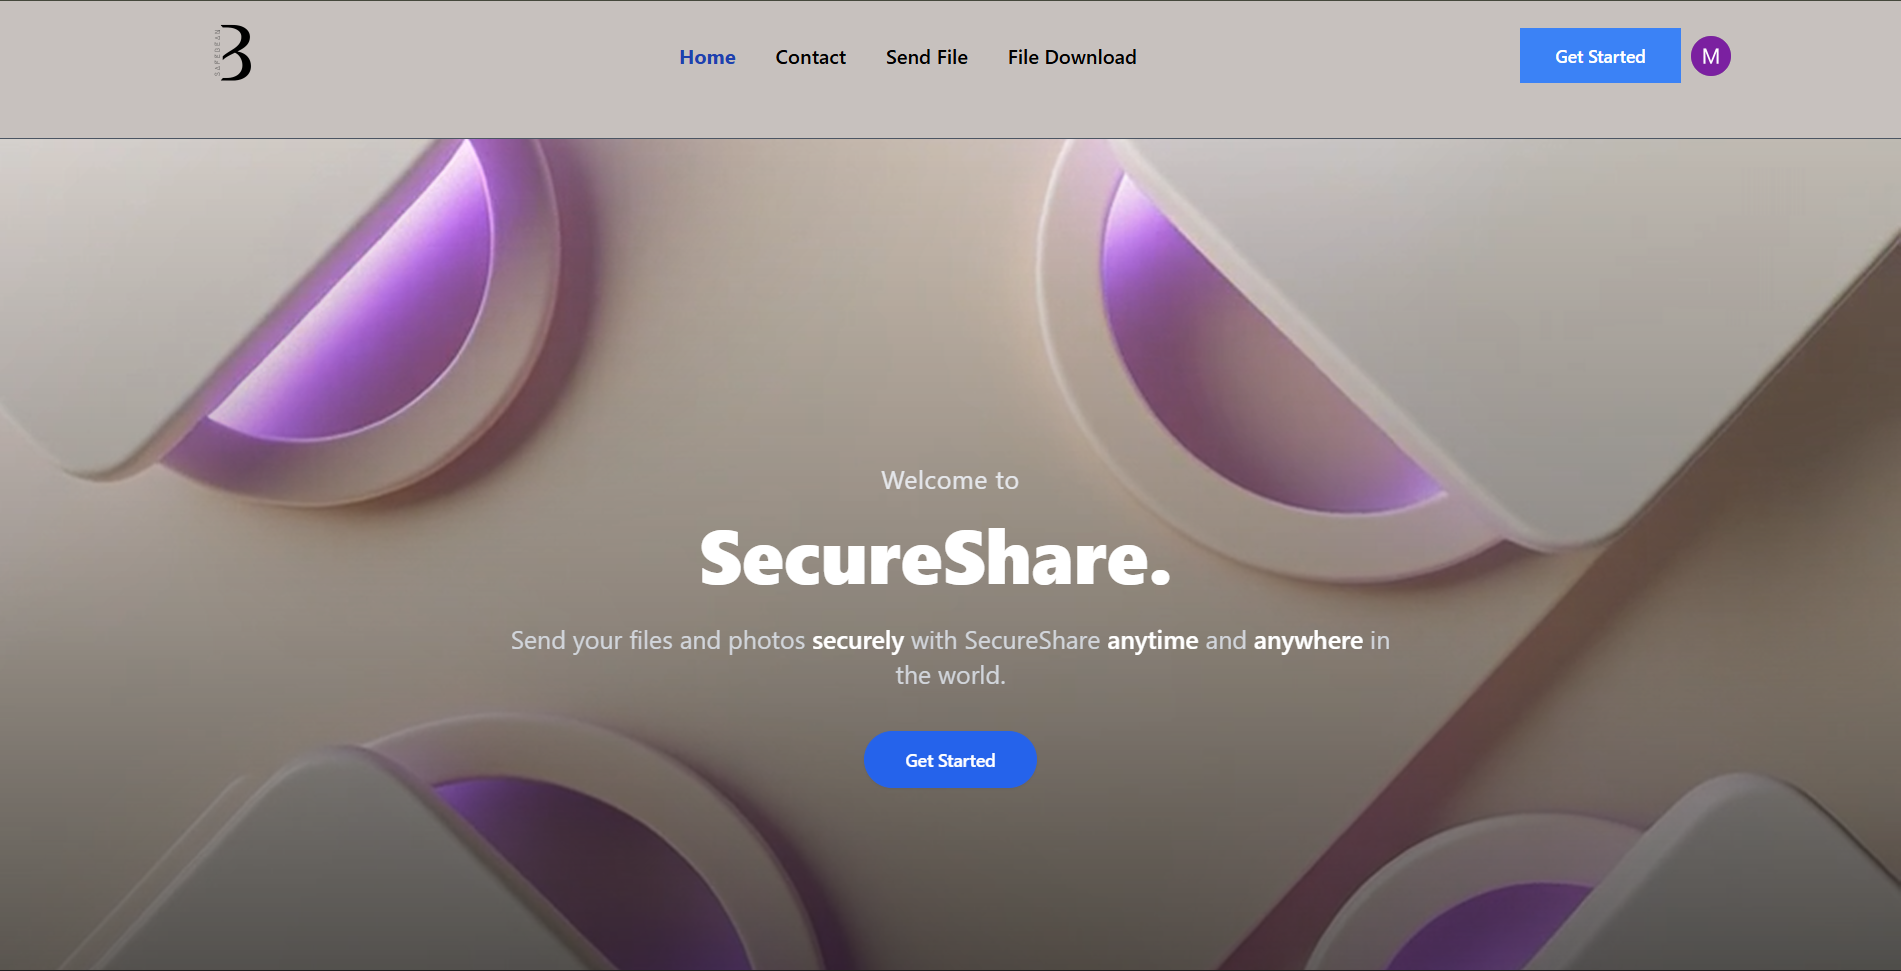 Home
Contact
Send File
File Download
Get Started
M
Welcome to
SecureShare.
Send your files and photos securely with SecureShare anytime and anywhere in
the world.
Get Started